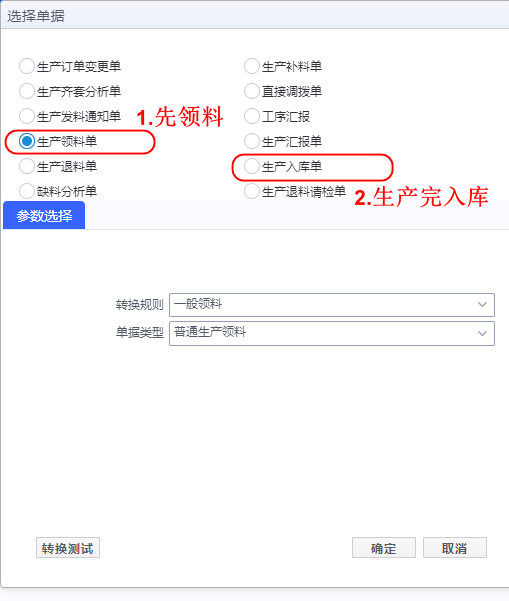 选择单据
生产订单变更单 生产补料单
生产齐套分析单 直接调拨单
生产发料通知单 1.先领料 工序汇报
生产领料单 生产汇报单
生产退料单 生产入库单
缺料分析单 生产退料请检单 2.生产完入库
参数选择
转换规则 一般领料
单据类型 普通生产领料
转换测试 确定 取消